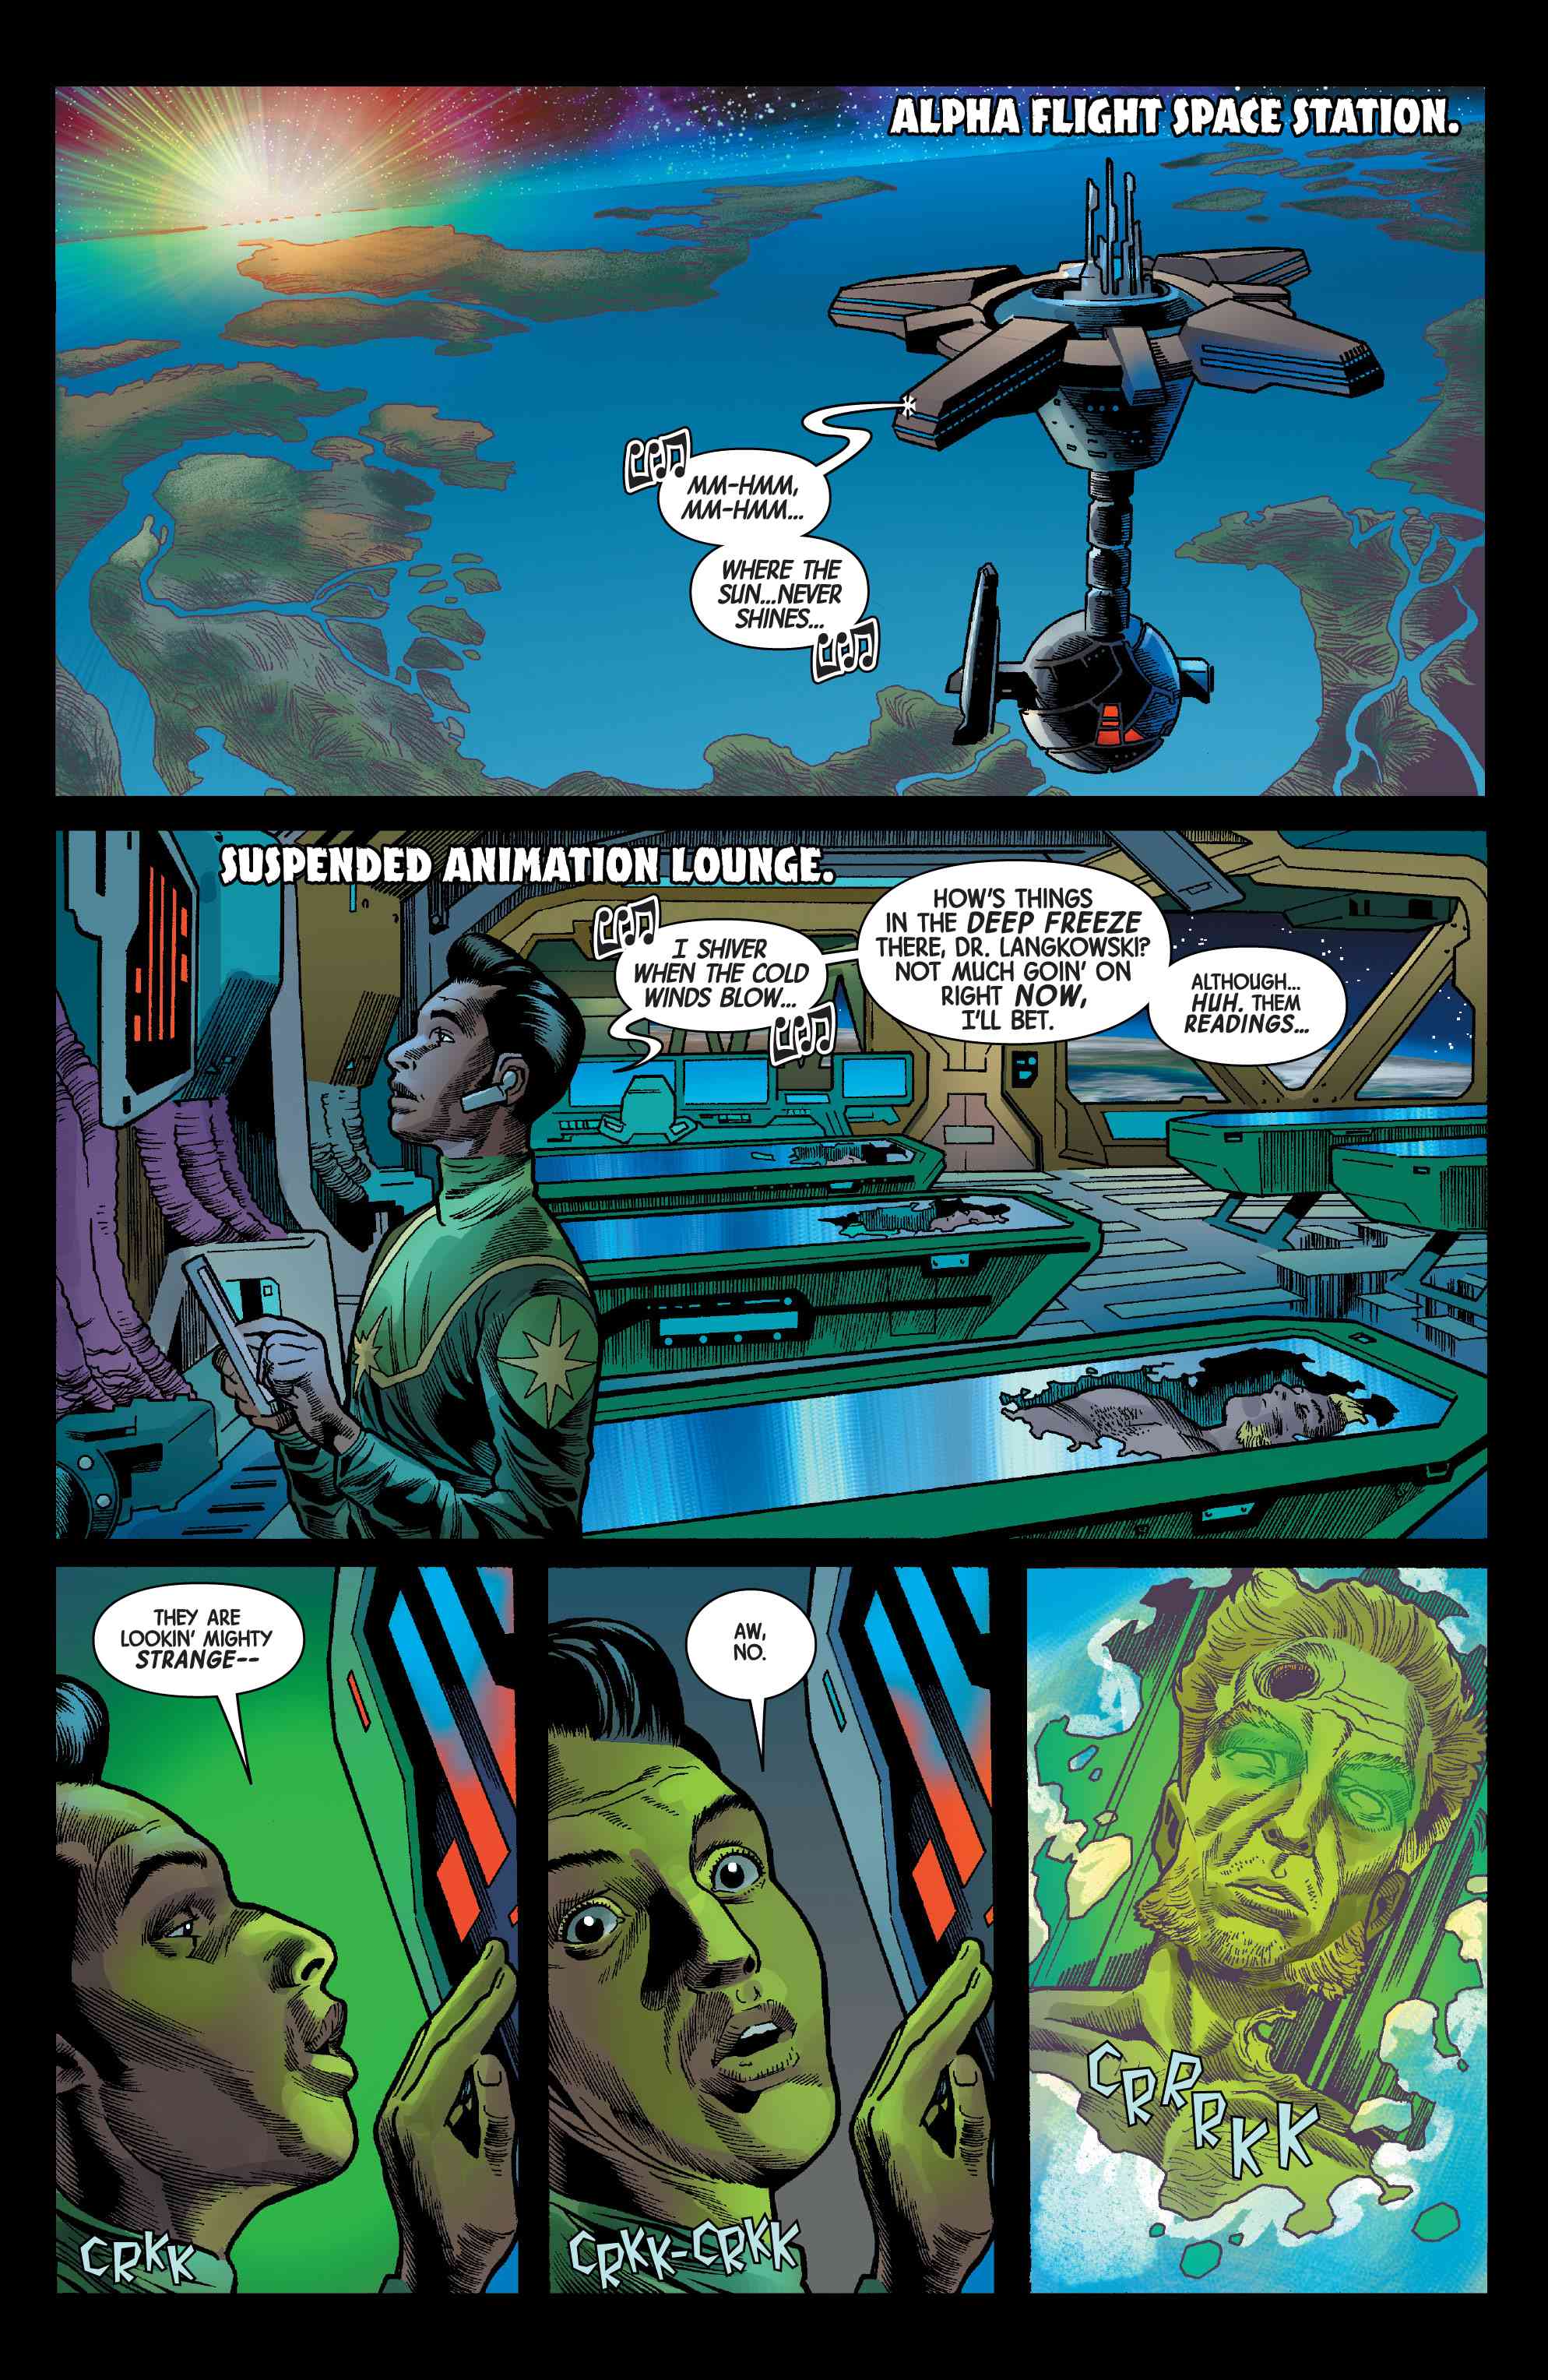 ALPHA FLIGHT SPACE STATION.
MM-HMM,
MM-HMM...
WHERE THE
SUN...NEVER
SHINES...
SUSPENDED ANIMATION LOUNGE.
I SHIVER
WHEN THE COLD
WINDS BLOW...
HOW'S THINGS
IN THE DEEP FREEZE
THERE, DR. LANGKOWSKI?
NOT MUCH GOIN' ON
RIGHT NOW,
I'LL BET.
ALTHOUGH...
HUH. THEM
READINGS...
THEY ARE
LOOKIN' MIGHTY
STRANGE--
CRKK
AW,
NO.
CRKK-CRKK
CRRRKK